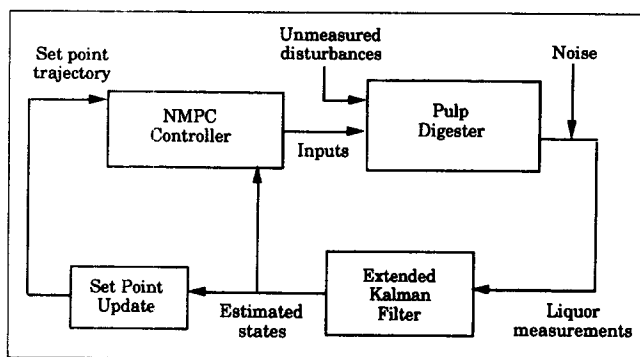 Set point
trajectory
Unmeasured
disturbances
Noise
NMPC
Controller
Pulp
Digester
Inputs
Set Point
Update
Estimated
states
Extended
Kalman
Filter
Liquor
measurements